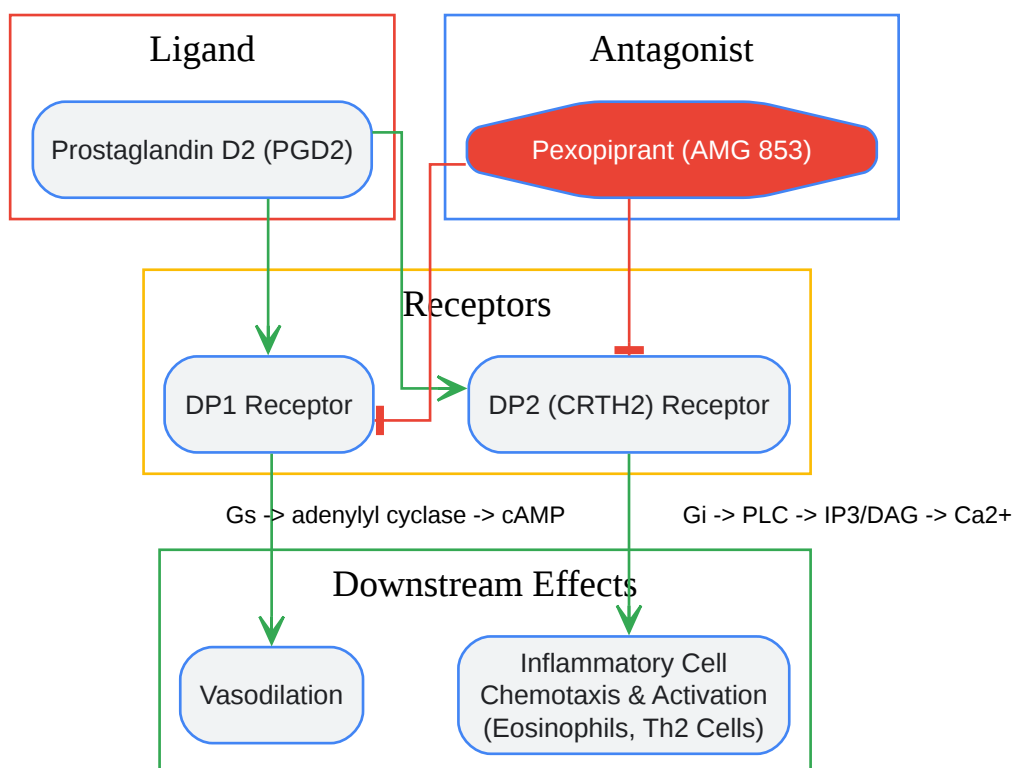 Ligand
Antagonist
Prostaglandin D2 (PGD2)
Pexopiprant (AMG 853)
Receptors
DP1 Receptor
DP2 (CRTH2) Receptor
Gs -> adenylyl cyclase -> cAMP
Gi -> PLC -> IP3/DAG -> Ca2+
Downstream Effects
Vasodilation
Inflammatory Cell
Chemotaxis & Activation
(Eosinophils, Th2 Cells)